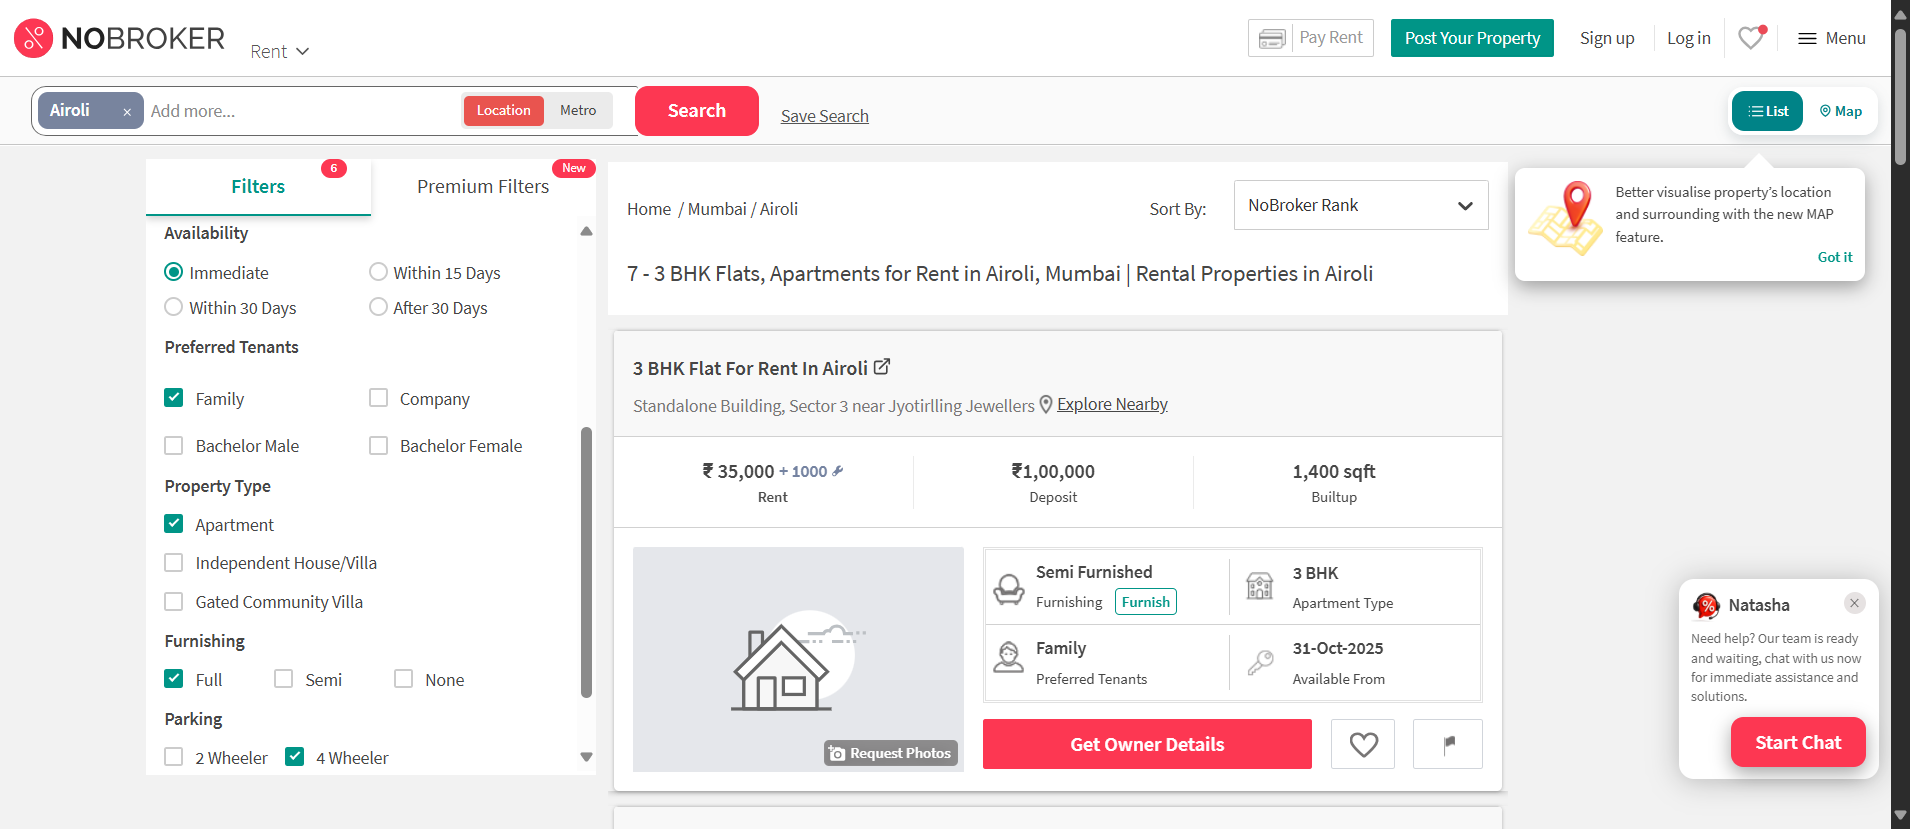 NOBROKER
Rent
Pay Rent
Post Your Property
Sign up
Log in
Menu
Airoli ×
Add more...
Location
Metro
Search
Save Search
List
Map
Filters
6
Premium Filters
New
Availability
Immediate
Within 15 Days
Within 30 Days
After 30 Days
Preferred Tenants
Family
Company
Bachelor Male
Bachelor Female
Property Type
Apartment
Independent House/Villa
Gated Community Villa
Furnishing
Full
Semi
None
Parking
2 Wheeler
4 Wheeler
Home / Mumbai / Airoli
Sort By:
NoBroker Rank
7 - 3 BHK Flats, Apartments for Rent in Airoli, Mumbai | Rental Properties in Airoli
3 BHK Flat For Rent In Airoli
Standalone Building, Sector 3 near Jyotirlling Jewellers
Explore Nearby
₹ 35,000 + 1000
Rent
₹1,00,000
Deposit
1,400 sqft
Builtup
Request Photos
Semi Furnished
Furnishing
Furnish
3 BHK
Apartment Type
Family
Preferred Tenants
31-Oct-2025
Available From
Get Owner Details
Better visualise property's location
and surrounding with the new MAP
feature.
Got it
Natasha
Need help? Our team is ready
and waiting, chat with us now
for immediate assistance and
solutions.
Start Chat